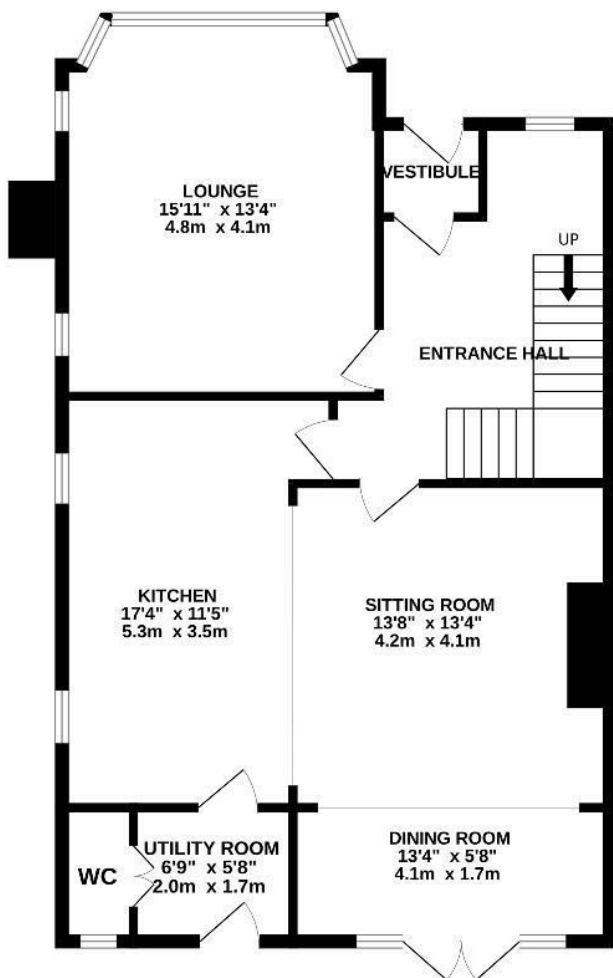 LOUNGE
15'11" x 13'4"
4.8m x 4.1m
VESTIBULE
UP
ENTRANCE HALL
KITCHEN
17'4" x 11'5"
5.3m x 3.5m
SITTING ROOM
13'8" x 13'4"
4.2m x 4.1m
UTILITY ROOM
6'9" x 5'8"
2.0m x 1.7m
WC
DINING ROOM
13'4" x 5'8"
4.1m x 1.7m